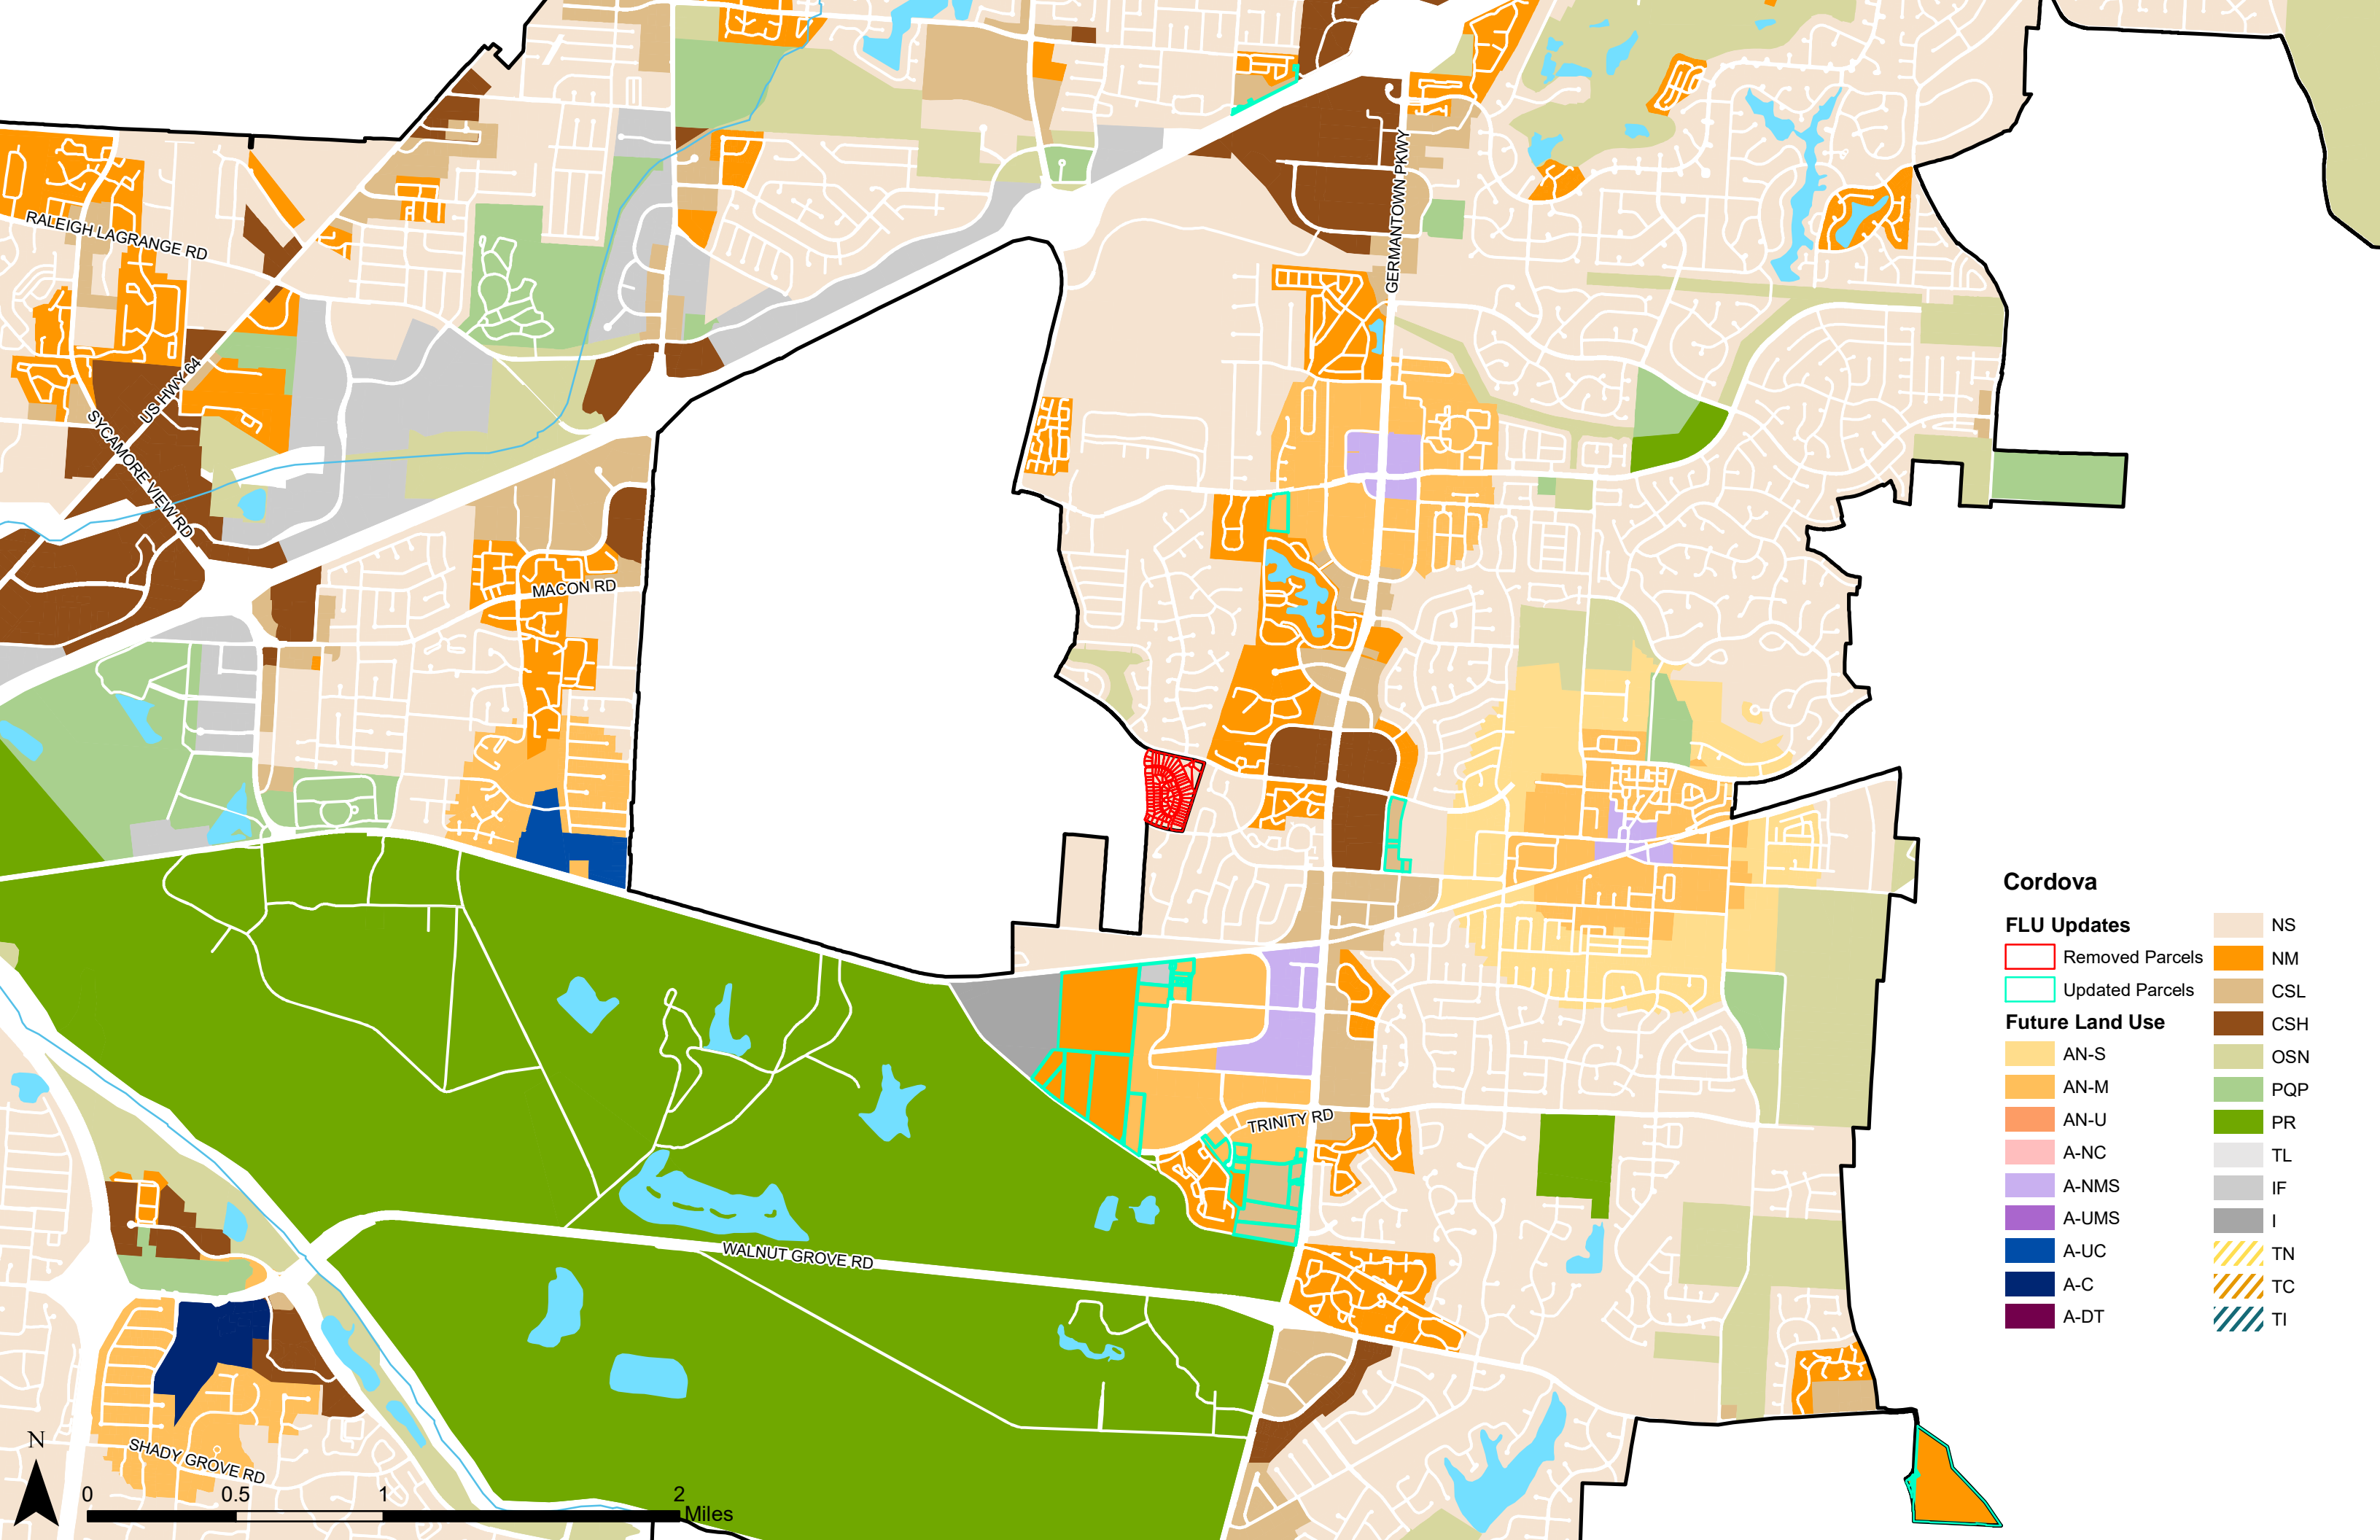 GERMANTOWN PKWY
RALEIGH LAGRANGE RD
US HWY 64
SYCAMORE VIEW RD
MACON RD
TRINITY RD
WALNUT GROVE RD
SHADY GROVE RD
N
0 0.5 1 2
Miles
Cordova
FLU Updates
Removed Parcels
Updated Parcels
Future Land Use
AN-S
AN-M
AN-U
A-NC
A-NMS
A-UMS
A-UC
A-C
A-DT
NS
NM
CSL
CSH
OSN
PQP
PR
TL
IF
I
TN
TC
TI